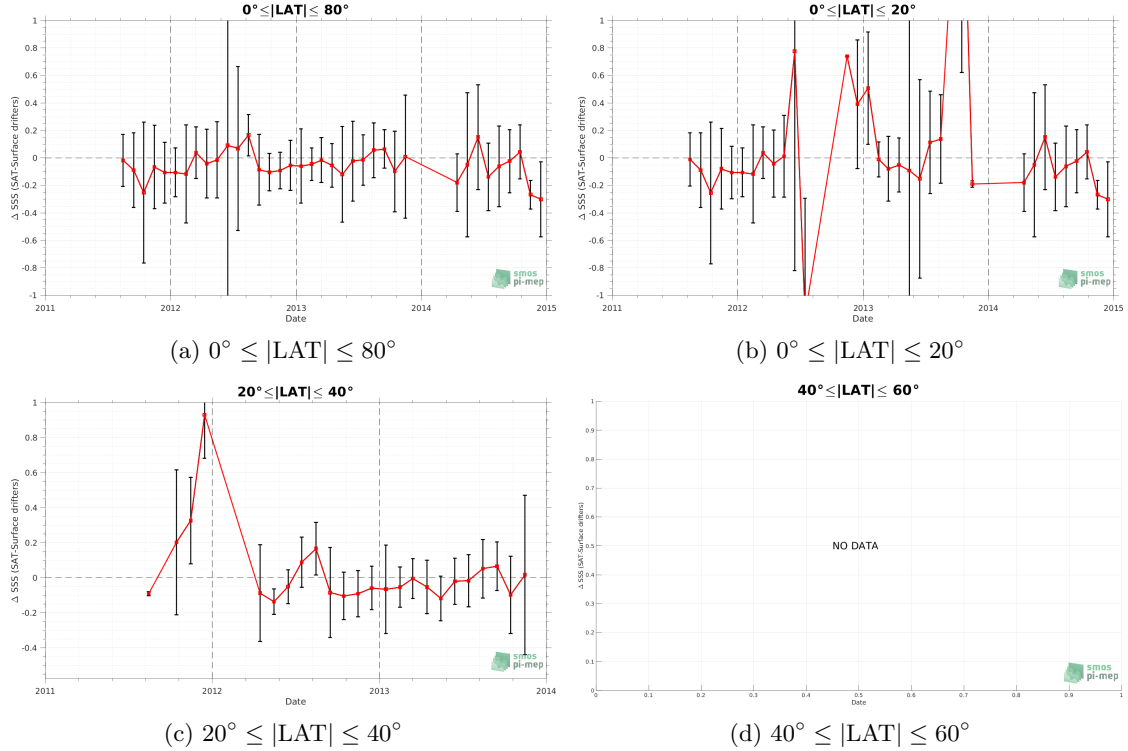 0°≤|LAT|≤ 80°
Δ SSS (SAT-Surface drifters)
1
0.8
0.6
0.4
0.2
0
-0.2
-0.4
-0.6
-0.8
-1
2011
2012
2013
2014
2015
Date
smos
pi-mep
(a) 0° ≤ |LAT| ≤ 80°
0°≤|LAT|≤ 20°
Δ SSS (SAT-Surface drifters)
1
0.8
0.6
0.4
0.2
0
-0.2
-0.4
-0.6
-0.8
-1
2011
2012
2013
2014
2015
Date
smos
pi-mep
(b) 0° ≤ |LAT| ≤ 20°
20°≤|LAT|≤ 40°
Δ SSS (SAT-Surface drifters)
1
0.8
0.6
0.4
0.2
0
-0.2
-0.4
2011
2012
2013
2014
Date
smos
pi-mep
(c) 20° ≤ |LAT| ≤ 40°
40°≤|LAT|≤ 60°
Δ SSS (SAT-Surface drifters)
1
0.9
0.8
0.7
0.6
0.5
0.4
0.3
0.2
0.1
0
NO DATA
0
0.1
0.2
0.3
0.4
0.5
0.6
0.7
0.8
0.9
1
Date
smos
pi-mep
(d) 40° ≤ |LAT| ≤ 60°